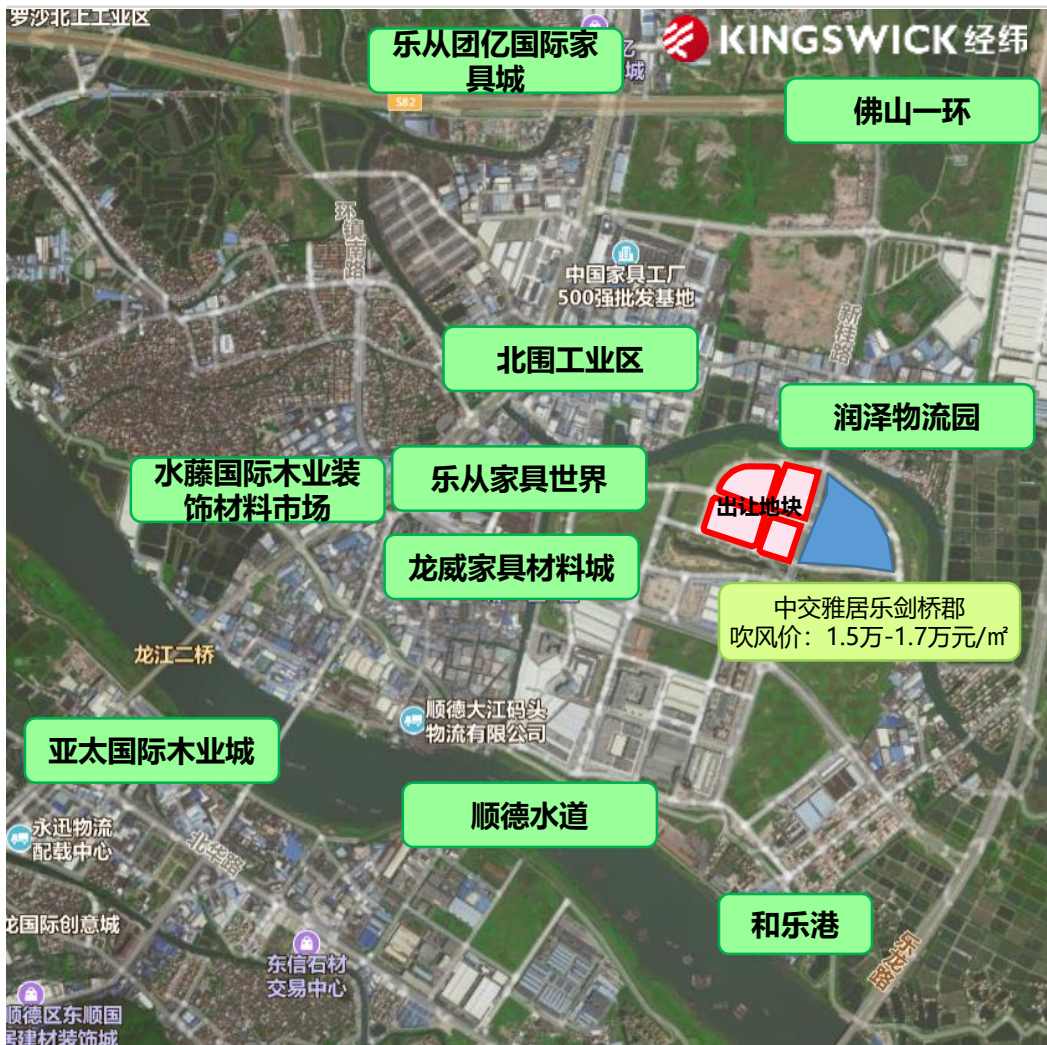 罗沙北上工业区
乐从团亿国际家
具城
亿
城
KINGSWICK 经纬
S82
佛山一环
环镇南路
中国家具工厂
500强批发基地
北围工业区
润泽物流园
水藤国际木业装
饰材料市场
乐从家具世界
出让地块
龙威家具材料城
中交雅居乐剑桥郡
吹风价：1.5万-1.7万元/㎡
龙江二桥
顺德大江码头
物流有限公司
亚太国际木业城
顺德水道
永迅物流
配载中心
北华路
和乐港
龙国际创意城
东信石材
交易中心
乐龙路
顺德区东顺国
居建材装饰城